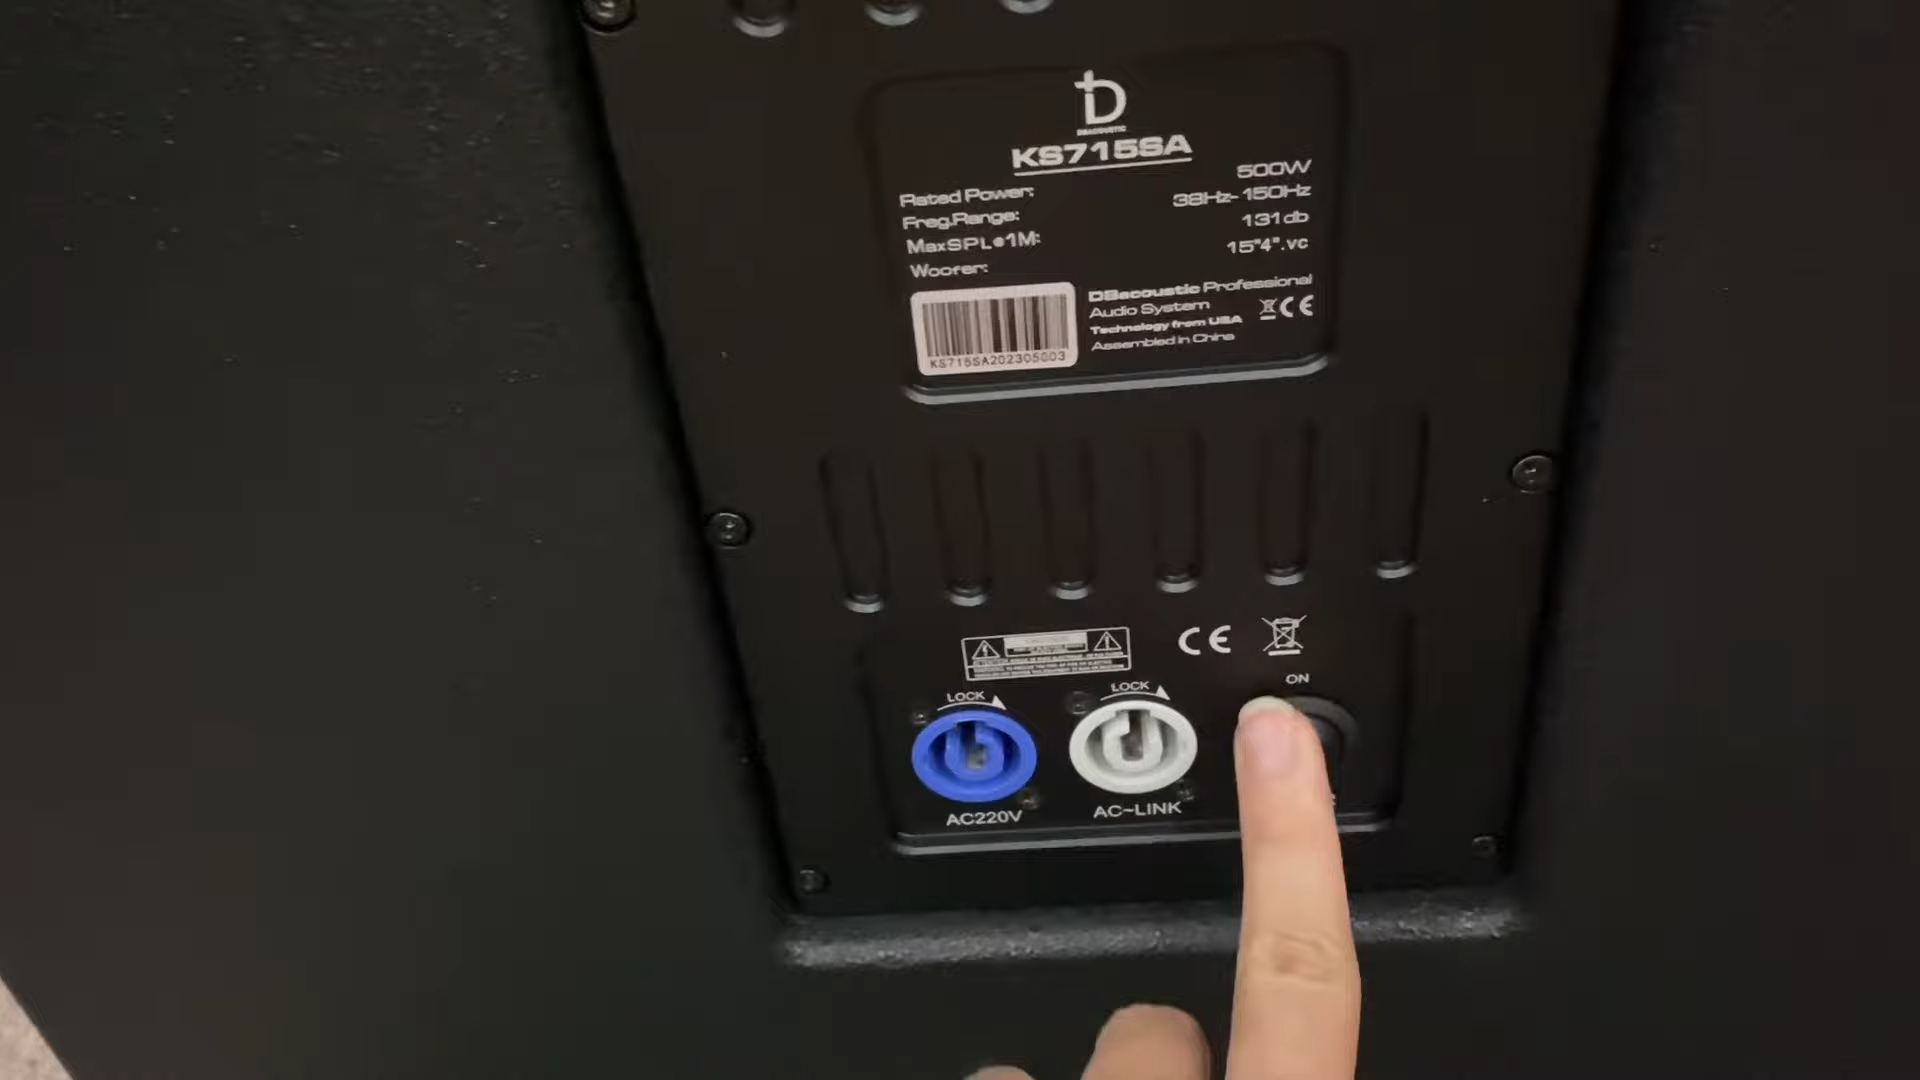 DBACOUSTIC
KS715SA
Rated Power: 500W
Freq.Range: 38Hz-150Hz
MaxSPL@1M: 131db
Woofer: 15"4".vc
DBacoustic Professional
Audio System
Technology from USA
Assembled in China
CE
KS715SA202305003
CE
ON
LOCK
LOCK
AC220V
AC~LINK